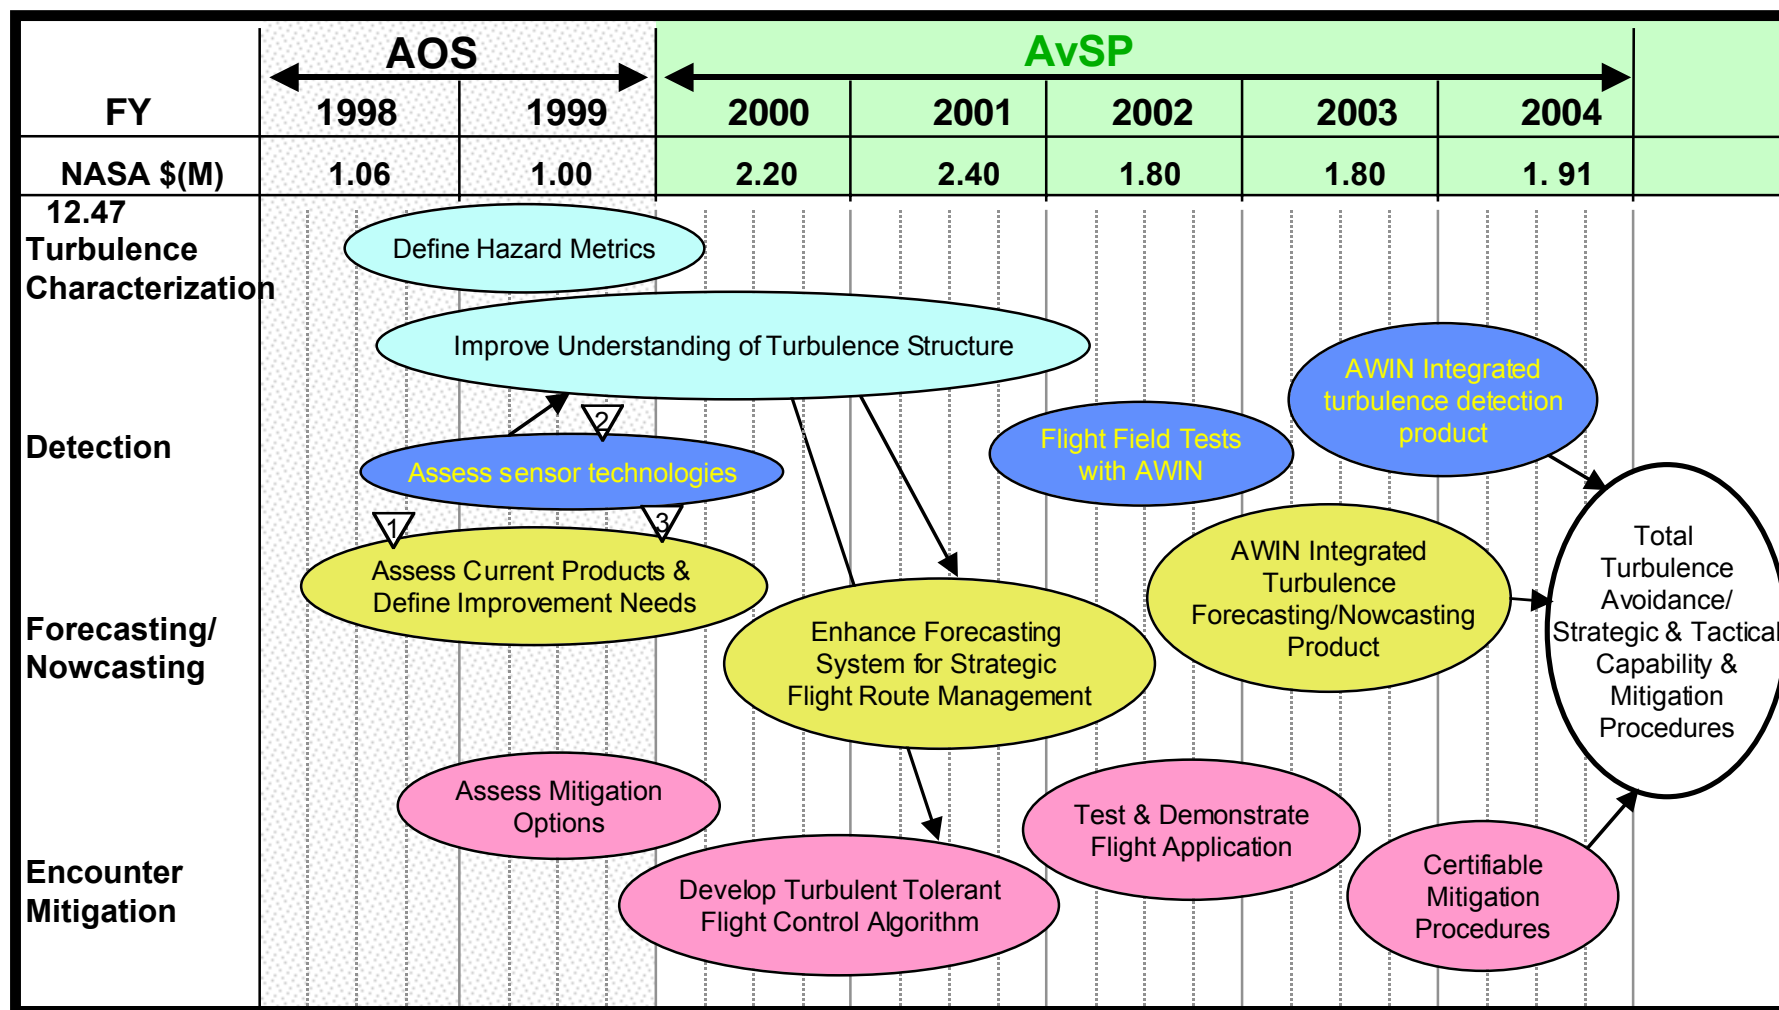 AOS
AvSP
FY 1998 1999 2000 2001 2002 2003 2004
NASA $(M) 1.06 1.00 2.20 2.40 1.80 1.80 1. 91
12.47
Turbulence
Characterization
Define Hazard Metrics
Improve Understanding of Turbulence Structure
Detection
2
Assess sensor technologies
Flight Field Tests
with AWIN
AWIN Integrated
turbulence detection
product
1
3
Forecasting/
Nowcasting
Assess Current Products &
Define Improvement Needs
Enhance Forecasting
System for Strategic
Flight Route Management
AWIN Integrated
Turbulence
Forecasting/Nowcasting
Product
Total
Turbulence
Avoidance/
Strategic & Tactical
Capability &
Mitigation
Procedures
Encounter
Mitigation
Assess Mitigation
Options
Develop Turbulent Tolerant
Flight Control Algorithm
Test & Demonstrate
Flight Application
Certifiable
Mitigation
Procedures